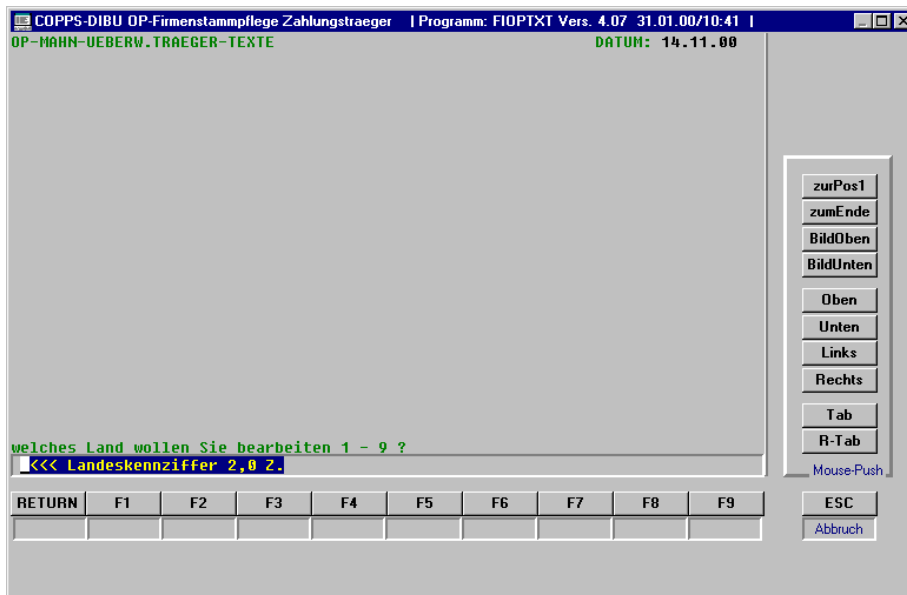 COPPS-DIBU OP-Firmenstammpflege Zahlungstraeger | Programm: FIOPTXT Vers. 4.07 31.01.00/10:41 |
OP-MAHN-UEBERW.TRAEGER-TEXTE DATUM: 14.11.00
zurPos1
zumEnde
BildOben
BildUnten
Oben
Unten
Links
Rechts
Tab
R-Tab
Mouse-Push
welches Land wollen Sie bearbeiten 1 - 9 ?
<<< Landeskennziffer 2,0 Z.
RETURN F1 F2 F3 F4 F5 F6 F7 F8 F9 ESC
Abbruch